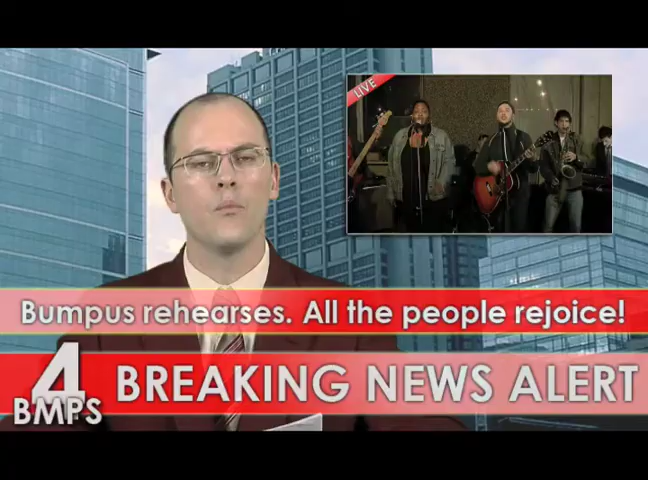 LIVE
Bumpus rehearses. All the people rejoice!
4
BREAKING NEWS ALERT
BMPS